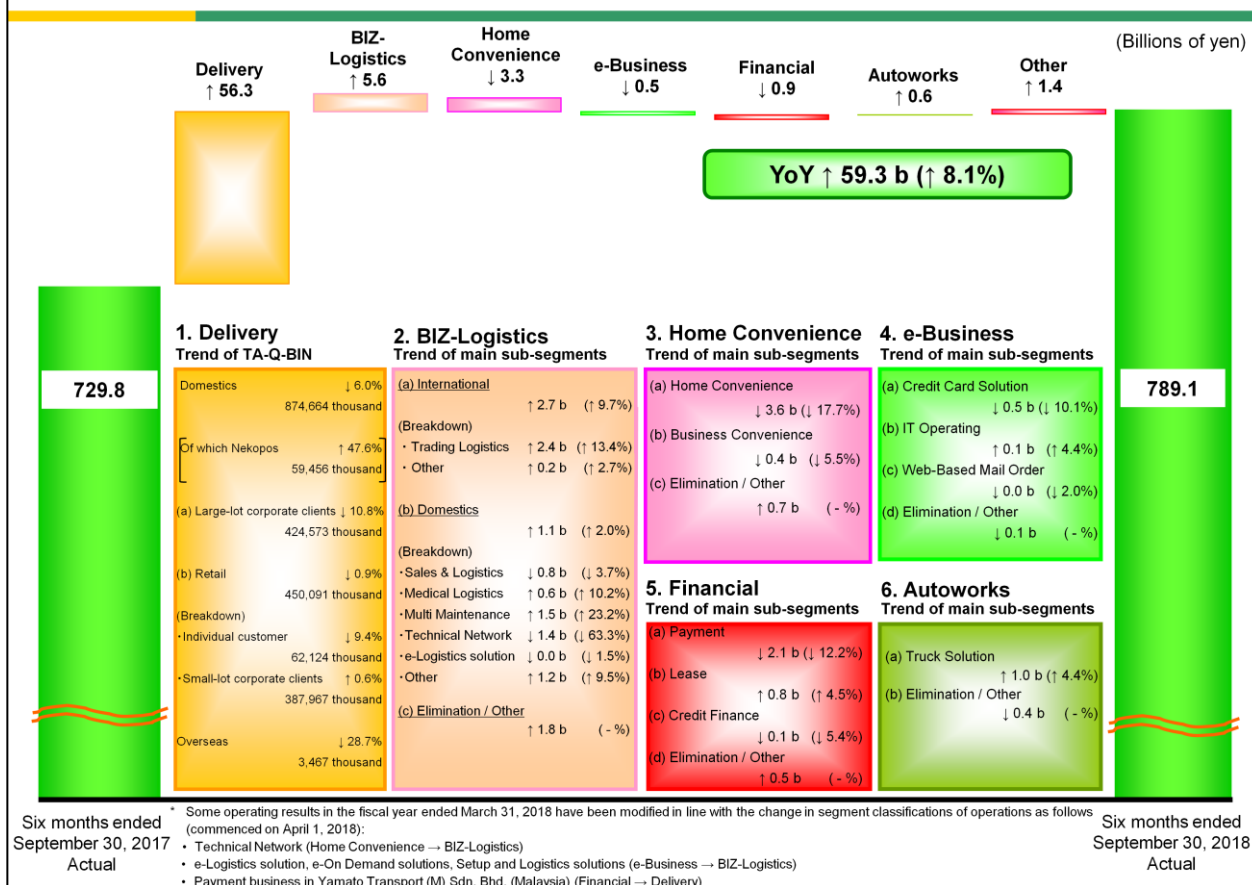 (Billions of yen)
Delivery
↑ 56.3
BIZ-
Logistics
↑ 5.6
Home
Convenience
↓ 3.3
e-Business
↓ 0.5
Financial
↓ 0.9
Autoworks
↑ 0.6
Other
↑ 1.4
YoY ↑ 59.3 b (↑ 8.1%)
729.8
789.1
1. Delivery
Trend of TA-Q-BIN
Domestics ↓ 6.0%
874,664 thousand
Of which Nekopos ↑ 47.6%
59,456 thousand
(a) Large-lot corporate clients ↓ 10.8%
424,573 thousand
(b) Retail ↓ 0.9%
450,091 thousand
(Breakdown)
・Individual customer ↓ 9.4%
62,124 thousand
・Small-lot corporate clients ↑ 0.6%
387,967 thousand
Overseas ↓ 28.7%
3,467 thousand
2. BIZ-Logistics
Trend of main sub-segments
(a) International
↑ 2.7 b (↑ 9.7%)
(Breakdown)
・Trading Logistics ↑ 2.4 b (↑ 13.4%)
・Other ↑ 0.2 b (↑ 2.7%)
(b) Domestics
↑ 1.1 b (↑ 2.0%)
(Breakdown)
・Sales & Logistics ↓ 0.8 b (↓ 3.7%)
・Medical Logistics ↑ 0.6 b (↑ 10.2%)
・Multi Maintenance ↑ 1.5 b (↑ 23.2%)
・Technical Network ↓ 1.4 b (↓ 63.3%)
・e-Logistics solution ↓ 0.0 b (↓ 1.5%)
・Other ↑ 1.2 b (↑ 9.5%)
(c) Elimination / Other
↑ 1.8 b ( - %)
3. Home Convenience
Trend of main sub-segments
(a) Home Convenience
↓ 3.6 b (↓ 17.7%)
(b) Business Convenience
↓ 0.4 b (↓ 5.5%)
(c) Elimination / Other
↑ 0.7 b ( - %)
4. e-Business
Trend of main sub-segments
(a) Credit Card Solution
↓ 0.5 b (↓ 10.1%)
(b) IT Operating
↑ 0.1 b (↑ 4.4%)
(c) Web-Based Mail Order
↓ 0.0 b (↓ 2.0%)
(d) Elimination / Other
↓ 0.1 b ( - %)
5. Financial
Trend of main sub-segments
(a) Payment
↓ 2.1 b (↓ 12.2%)
(b) Lease
↑ 0.8 b (↑ 4.5%)
(c) Credit Finance
↓ 0.1 b (↓ 5.4%)
(d) Elimination / Other
↑ 0.5 b ( - %)
6. Autoworks
Trend of main sub-segments
(a) Truck Solution
↑ 1.0 b (↑ 4.4%)
(b) Elimination / Other
↓ 0.4 b ( - %)
Six months ended
September 30, 2017
Actual
Six months ended
September 30, 2018
Actual
* Some operating results in the fiscal year ended March 31, 2018 have been modified in line with the change in segment classifications of operations as follows
(commenced on April 1, 2018):
• Technical Network (Home Convenience → BIZ-Logistics)
• e-Logistics solution, e-On Demand solutions, Setup and Logistics solutions (e-Business → BIZ-Logistics)
• Payment business in Yamato Transport (M) Sdn. Bhd. (Malaysia) (Financial → Delivery)